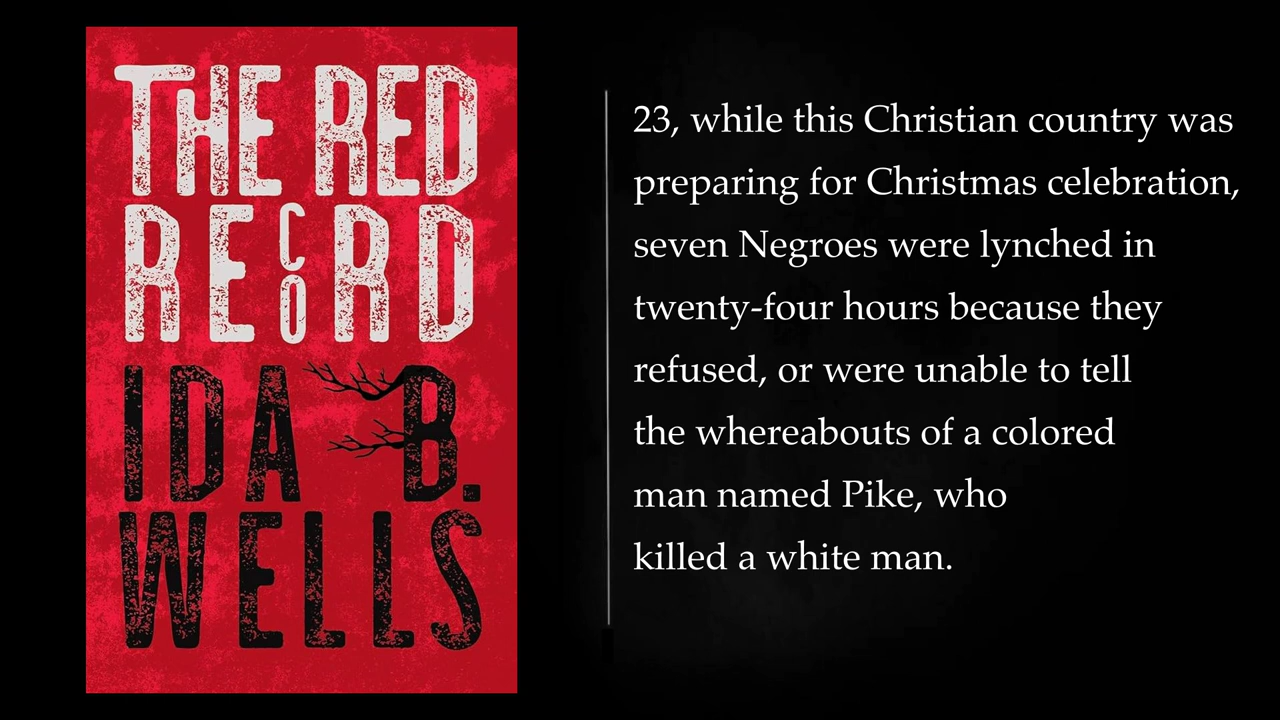 THE RED
RECORD
IDA B.
WELLS
23, while this Christian country was
preparing for Christmas celebration,
seven Negroes were lynched in
twenty-four hours because they
refused, or were unable to tell
the whereabouts of a colored
man named Pike, who
killed a white man.